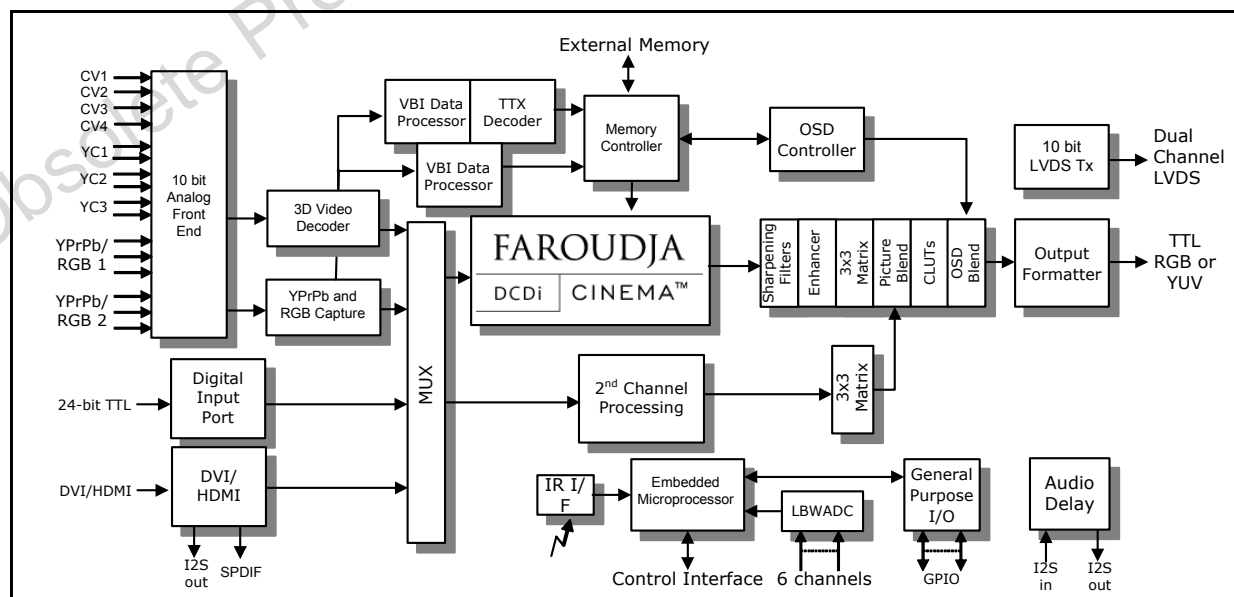 Obsolete Pr
External Memory
CV1
CV2
CV3
CV4
YC1
YC2
YC3
YPrPb/
RGB 1
YPrPb/
RGB 2
10 bit
Analog
Front
End
VBI Data
Processor
TTX
Decoder
VBI Data
Processor
Memory
Controller
OSD
Controller
10 bit
LVDS Tx
Dual
Channel
LVDS
3D Video
Decoder
YPrPb and
RGB Capture
MUX
FAROUDJA
DCDi
CINEMA™
Sharpening
Filters
Enhancer
3x3
Matrix
Picture
Blend
CLUTs
OSD
Blend
Output
Formatter
TTL
RGB or
YUV
24-bit TTL
Digital
Input
Port
2nd Channel
Processing
3x3
Matrix
DVI/HDMI
DVI/
HDMI
I2S
out
SPDIF
IR I/
F
Embedded
Microprocessor
LBWADC
General
Purpose
I/O
Audio
Delay
Control Interface
6 channels
GPIO
I2S
in
I2S
out